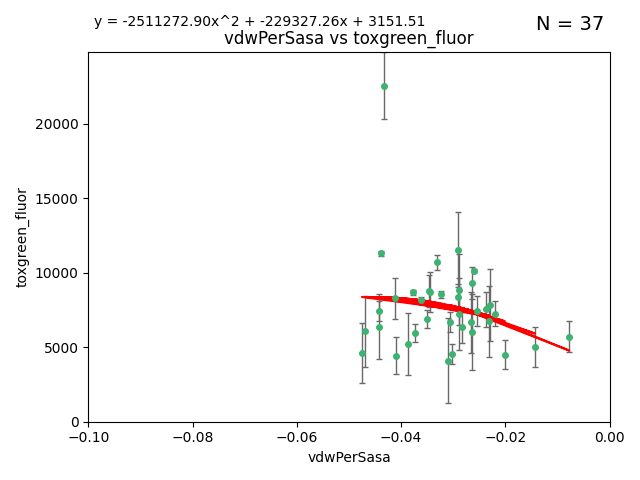 y = -2511272.90x^2 + -229327.26x + 3151.51
N = 37
vdwPerSasa vs toxgreen_fluor
20000
15000
10000
5000
0
toxgreen_fluor
−0.10
−0.08
−0.06
−0.04
−0.02
0.00
vdwPerSasa